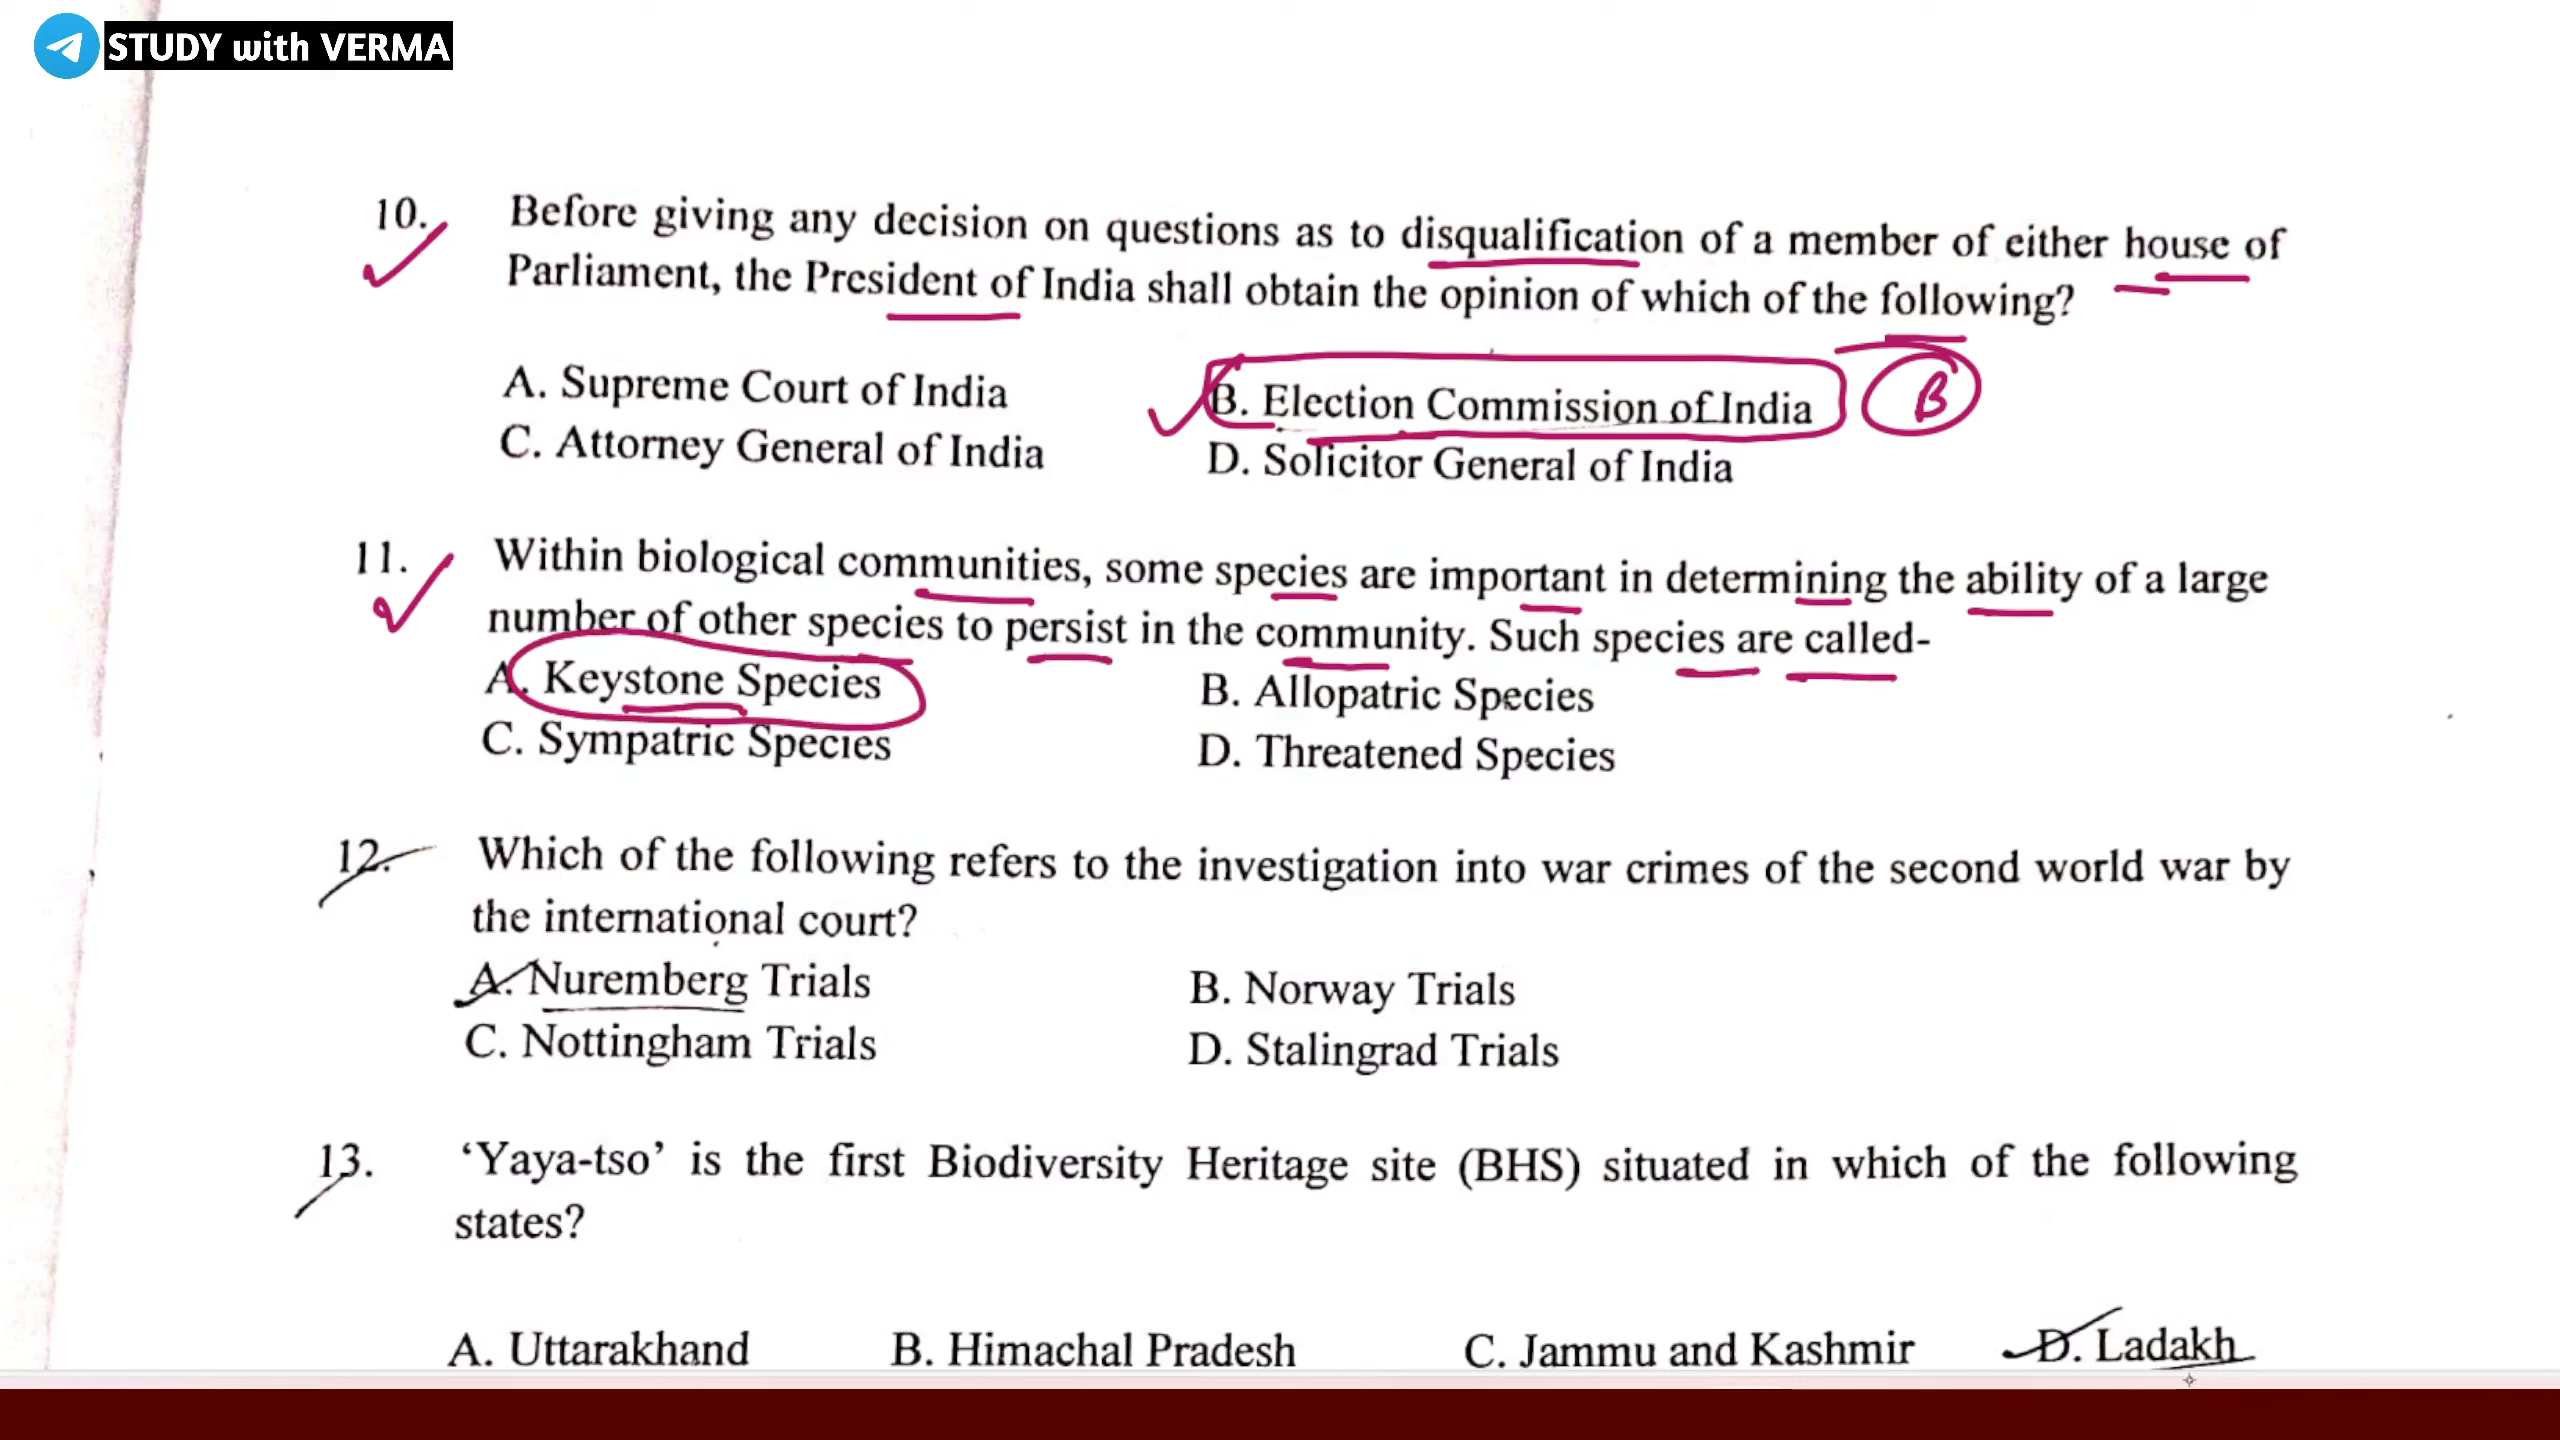 STUDY with VERMA
10. Before giving any decision on questions as to disqualification of a member of either house of
Parliament, the President of India shall obtain the opinion of which of the following?
A. Supreme Court of India B. Election Commission of India B
C. Attorney General of India D. Solicitor General of India
11. Within biological communities, some species are important in determining the ability of a large
number of other species to persist in the community. Such species are called-
A. Keystone Species B. Allopatric Species
C. Sympatric Species D. Threatened Species
12. Which of the following refers to the investigation into war crimes of the second world war by
the international court?
A. Nuremberg Trials B. Norway Trials
C. Nottingham Trials D. Stalingrad Trials
13. ‘Yaya-tso’ is the first Biodiversity Heritage site (BHS) situated in which of the following
states?
A. Uttarakhand B. Himachal Pradesh C. Jammu and Kashmir D. Ladakh